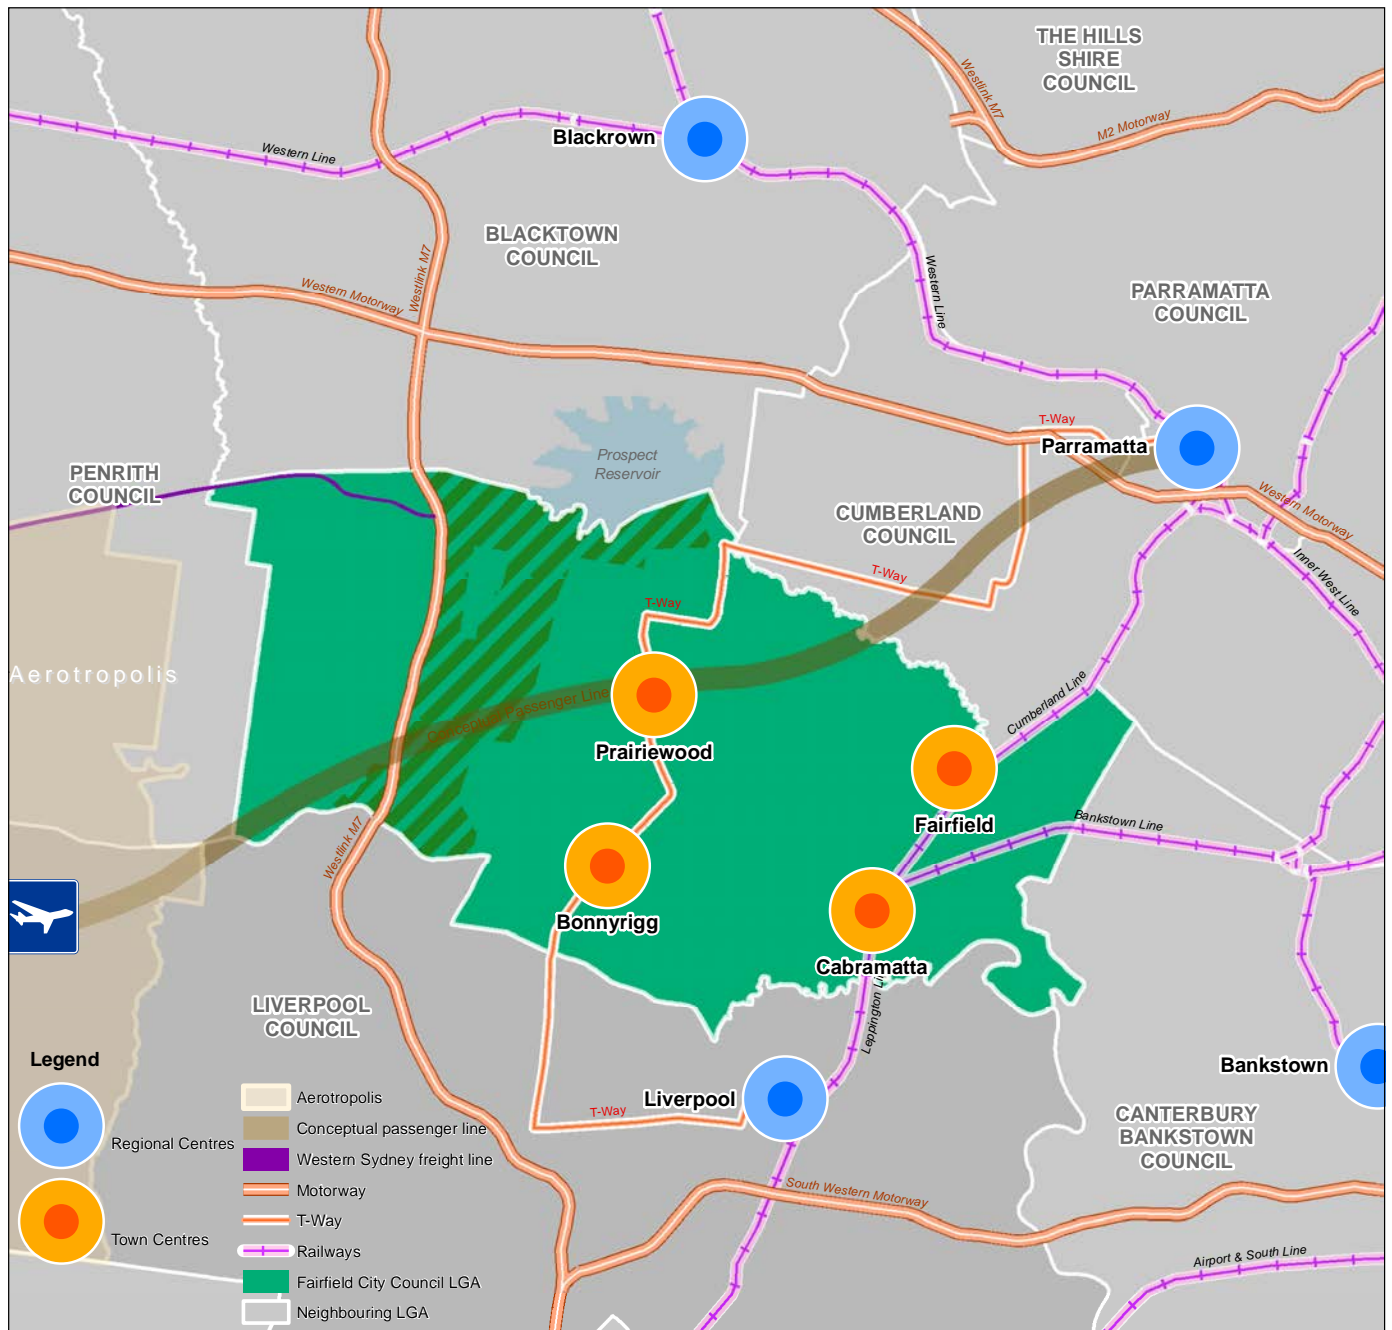 THE HILLS
SHIRE
COUNCIL
Westlink M7
M2 Motorway
Blackrown
Western Line
BLACKTOWN
COUNCIL
Westlink M7
Western Motorway
Western Line
PARRAMATTA
COUNCIL
T-Way
Parramatta
Prospect
Reservoir
PENRITH
COUNCIL
CUMBERLAND
COUNCIL
Western Motorway
Inner West Line
T-Way
T-Way
Aerotropolis
Cumberland Line
Conceptual Passenger Line
Prairiewood
Fairfield
Bankstown Line
Westlink M7
Bonnyrigg
Cabramatta
Leppington Li
LIVERPOOL
COUNCIL
Liverpool
T-Way
Bankstown
CANTERBURY
BANKSTOWN
COUNCIL
South Western Motorway
Airport & South Line
Legend
Regional Centres
Town Centres
Aerotropolis
Conceptual passenger line
Western Sydney freight line
Motorway
T-Way
Railways
Fairfield City Council LGA
Neighbouring LGA